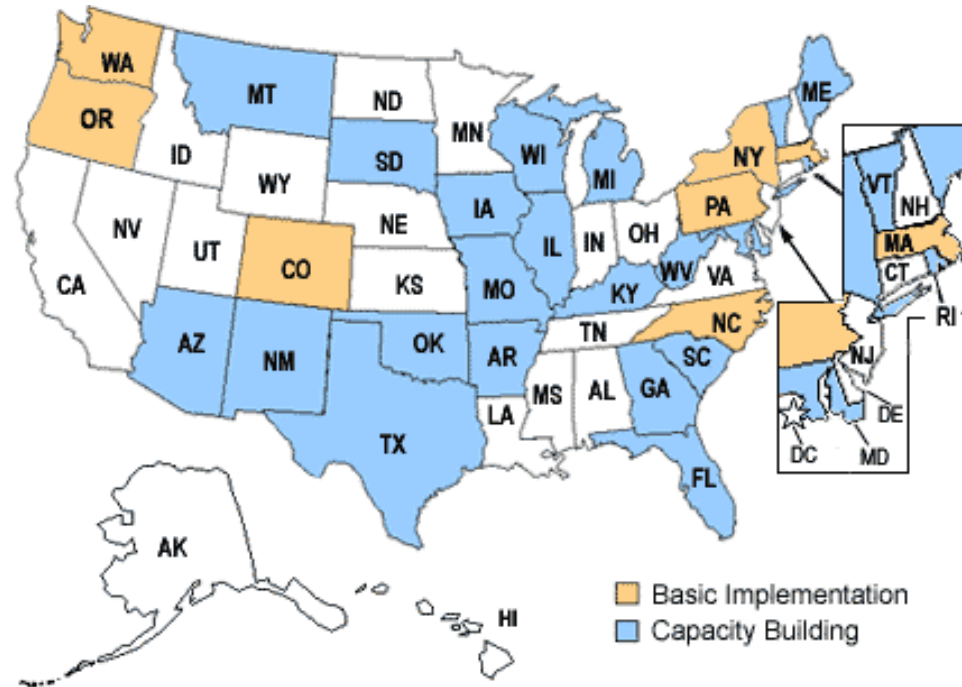 WA
MT
ND
MN
ME
OR
ID
SD
WI
MI
NY
VT
NH
WY
IA
PA
MA
NV
NE
IL
IN
OH
CT
UT
CO
KS
MO
KY
WV
VA
RI
CA
AZ
NM
OK
AR
TN
NC
NJ
SC
MS
AL
GA
DE
TX
LA
DC
MD
FL
AK
HI
Basic Implementation
Capacity Building